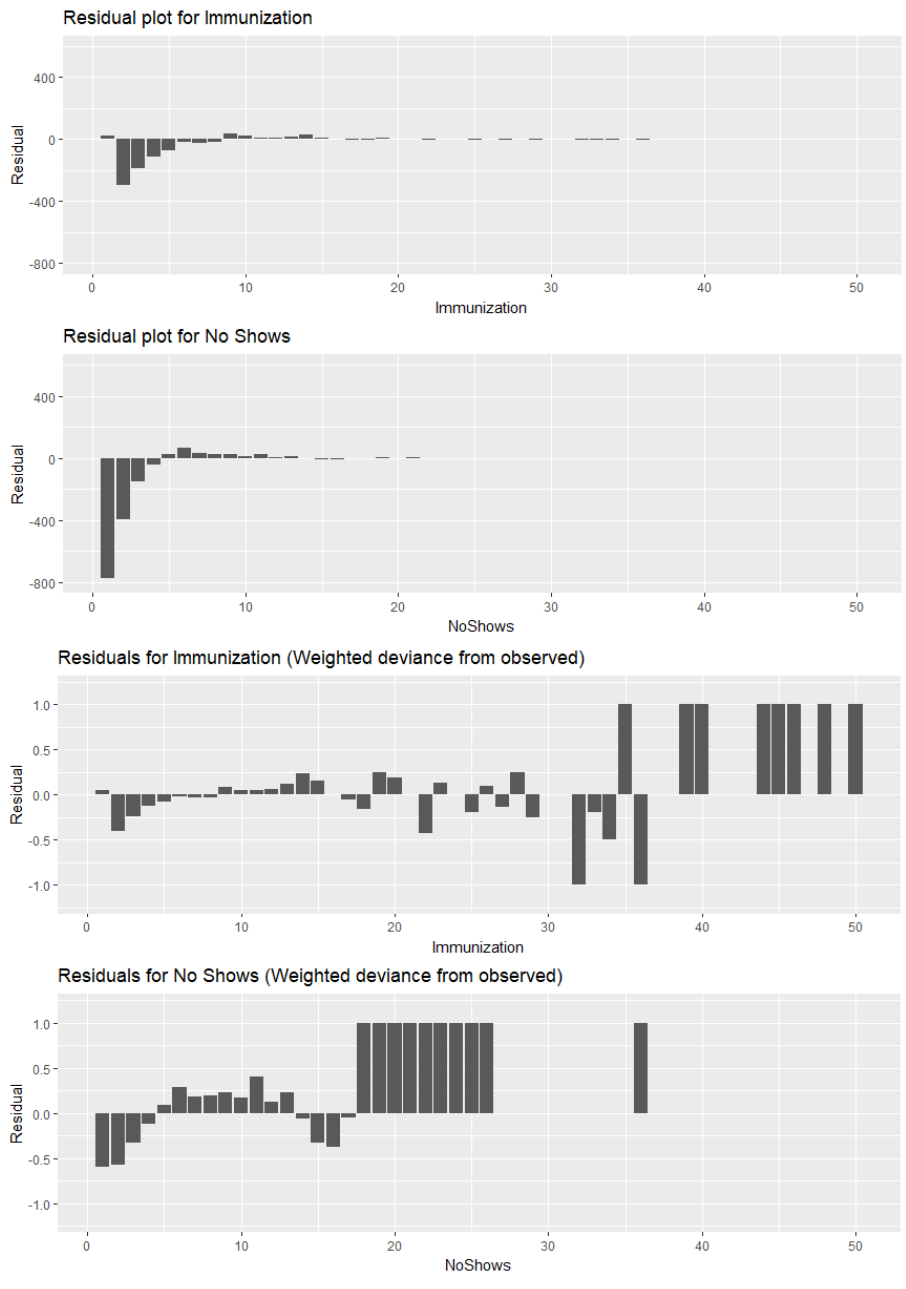 Residual plot for Immunization
400
0
-400
-800
Residual
0 10 20 30 40 50
Immunization
Residual plot for No Shows
400
0
-400
-800
Residual
0 10 20 30 40 50
NoShows
Residuals for Immunization (Weighted deviance from observed)
1.0
0.5
0.0
-0.5
-1.0
Residual
0 10 20 30 40 50
Immunization
Residuals for No Shows (Weighted deviance from observed)
1.0
0.5
0.0
-0.5
-1.0
Residual
0 10 20 30 40 50
NoShows